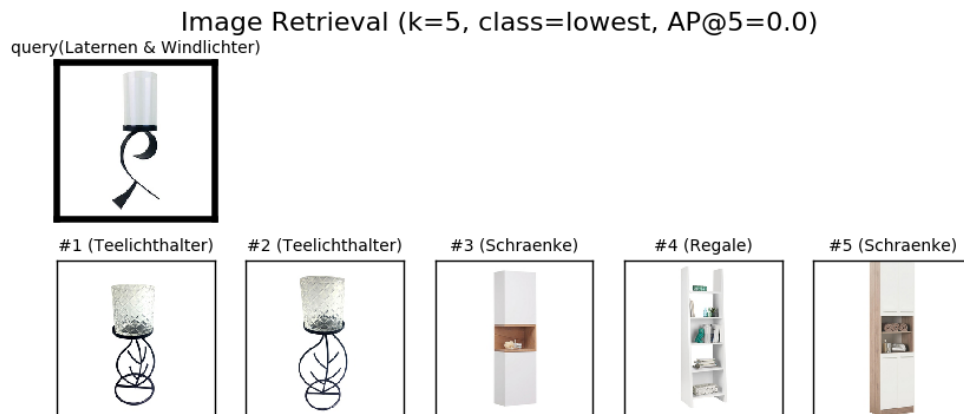 Image Retrieval (k=5, class=lowest, AP@5=0.0)
query(Laternen & Windlichter)
#1 (Teelichthalter) #2 (Teelichthalter) #3 (Schraenke) #4 (Regale) #5 (Schraenke)